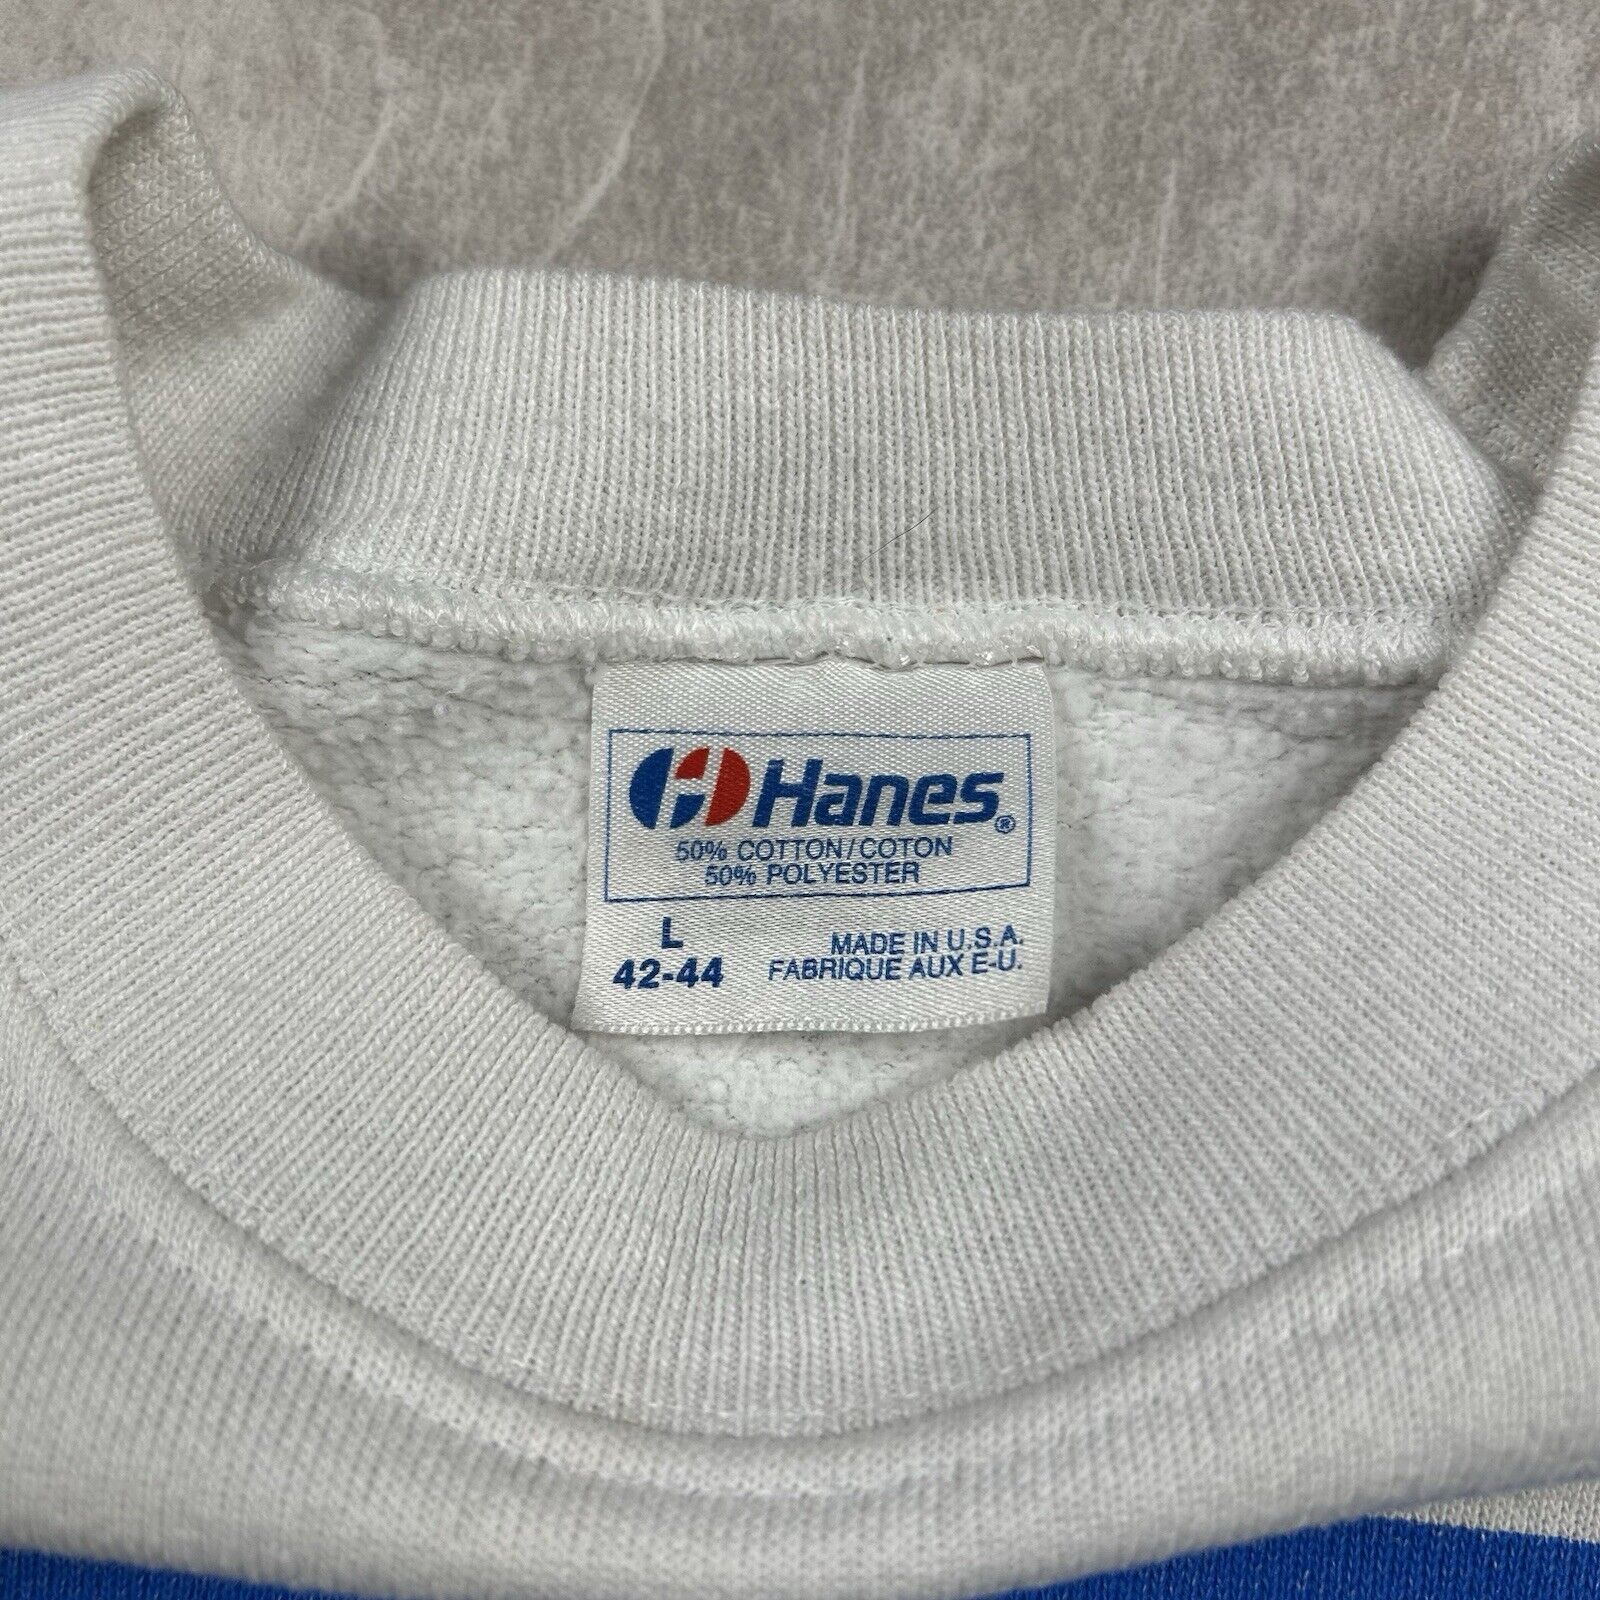 Hanes®
50% COTTON/COTON
50% POLYESTER
L
42-44
MADE IN U.S.A.
FABRIQUE AUX E-U.